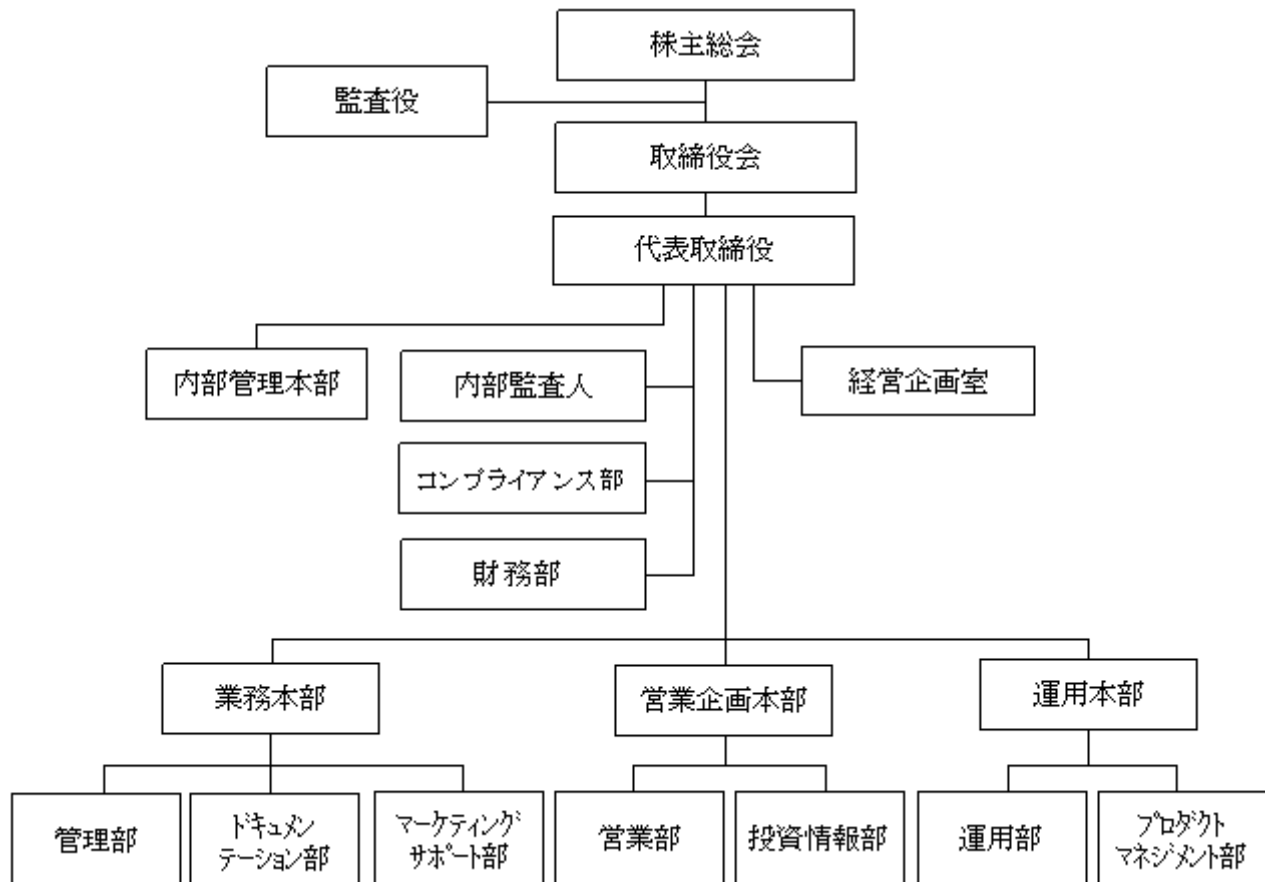 株主総会
監査役
取締役会
代表取締役
内部管理本部
内部監査人
経営企画室
コンプライアンス部
財務部
業務本部
営業企画本部
運用本部
管理部
ドキュメン
テーション部
マーケティング
サポート部
営業部
投資情報部
運用部
プロダクト
マネジメント部